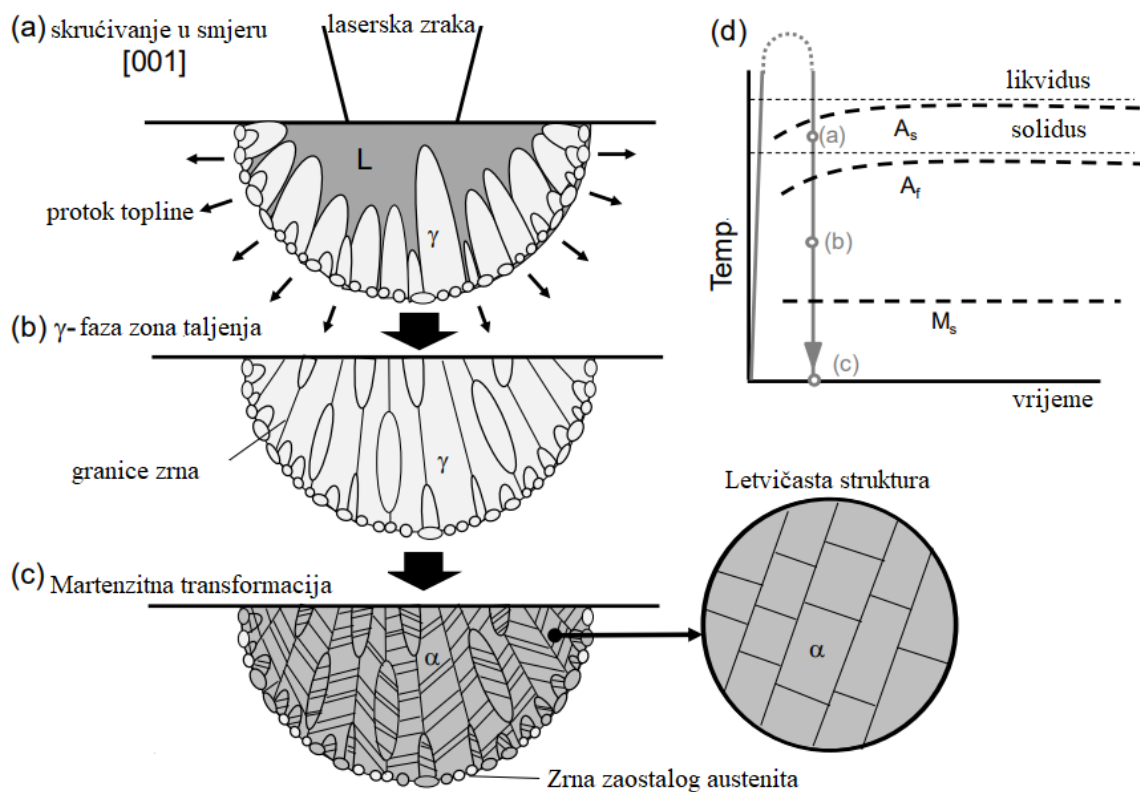 (a) skrućivanje u smjeru
[001]
laserska zraka
L
protok topline
γ
(b) γ- faza zona taljenja
granice zrna
γ
(c) Martenzitna transformacija
α
Zrna zaostalog austenita
(d)
likvidus
As
solidus
(a)
Af
(b)
Ms
(c)
Temp.
vrijeme
Letvičasta struktura
α